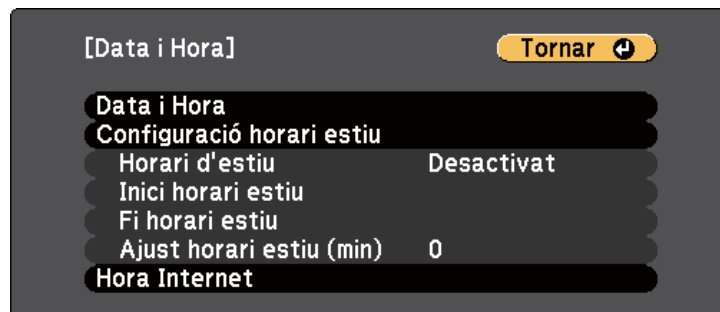 [Data i Hora] Tornar
Data i Hora
Configuració horari estiu
Horari d'estiu Desactivat
Inici horari estiu
Fi horari estiu
Ajust horari estiu (min) 0
Hora Internet